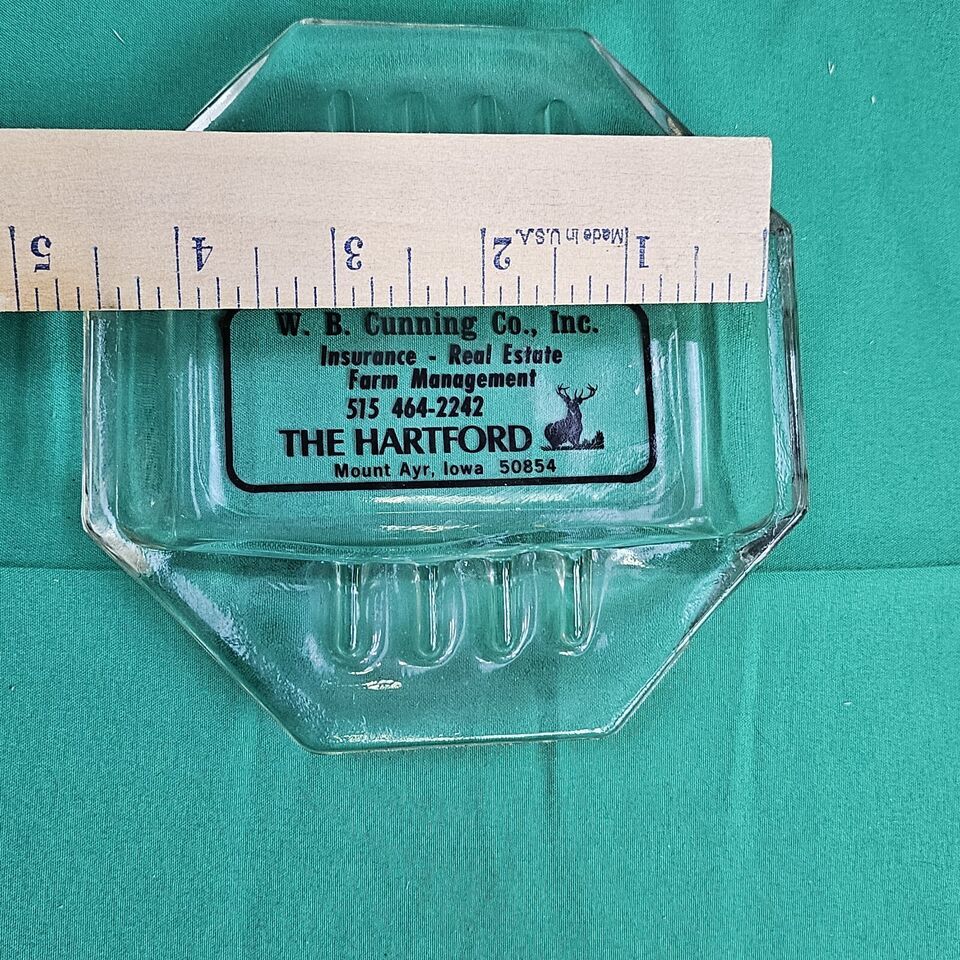 5 4 3 2 1
Made in U.S.A.
W. B. Cunning Co., Inc.
Insurance - Real Estate
Farm Management
515 464-2242
THE HARTFORD
Mount Ayr, Iowa 50854